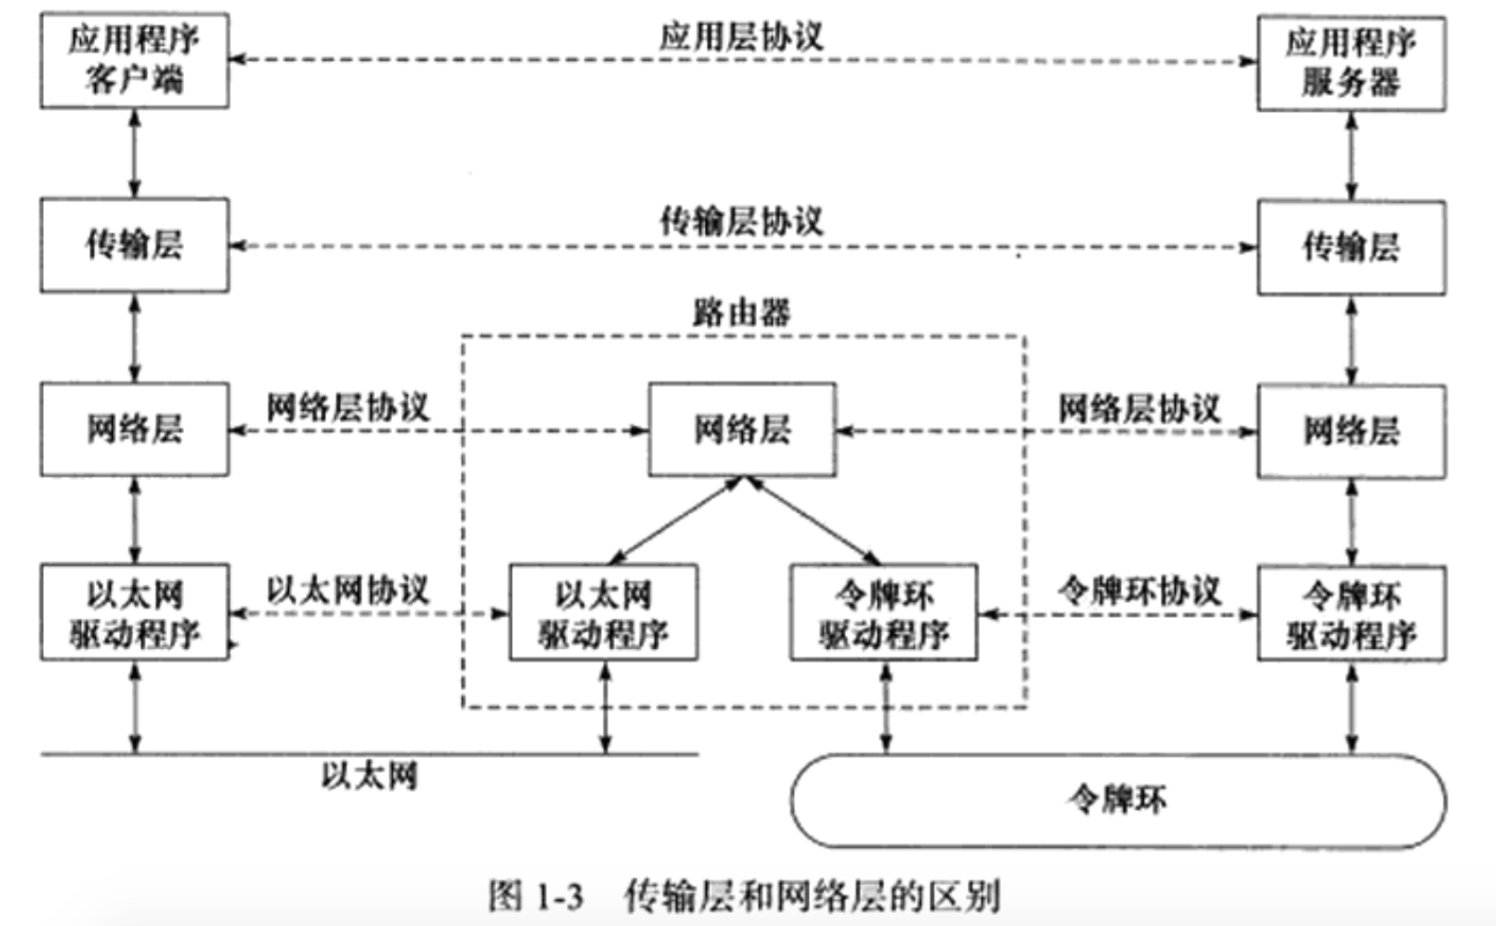 应用程序
客户端
应用层协议
应用程序
服务器
传输层
传输层协议
传输层
路由器
网络层
网络层协议
网络层
网络层协议
网络层
以太网
驱动程序
以太网协议
以太网
驱动程序
令牌环
驱动程序
令牌环协议
令牌环
驱动程序
以太网
令牌环
图 1-3 传输层和网络层的区别